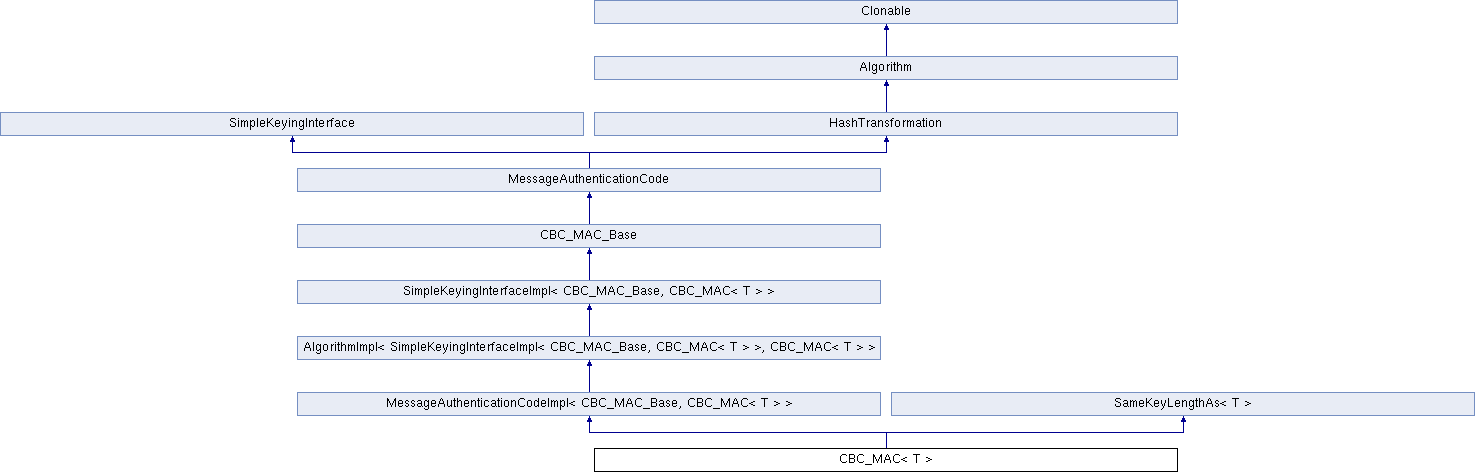 Clonable
Algorithm
SimpleKeyingInterface
HashTransformation
MessageAuthenticationCode
CBC_MAC_Base
SimpleKeyingInterfaceImpl< CBC_MAC_Base, CBC_MAC< T > >
AlgorithmImpl< SimpleKeyingInterfaceImpl< CBC_MAC_Base, CBC_MAC< T > >, CBC_MAC< T > >
MessageAuthenticationCodeImpl< CBC_MAC_Base, CBC_MAC< T > >
SameKeyLengthAs< T >
CBC_MAC< T >